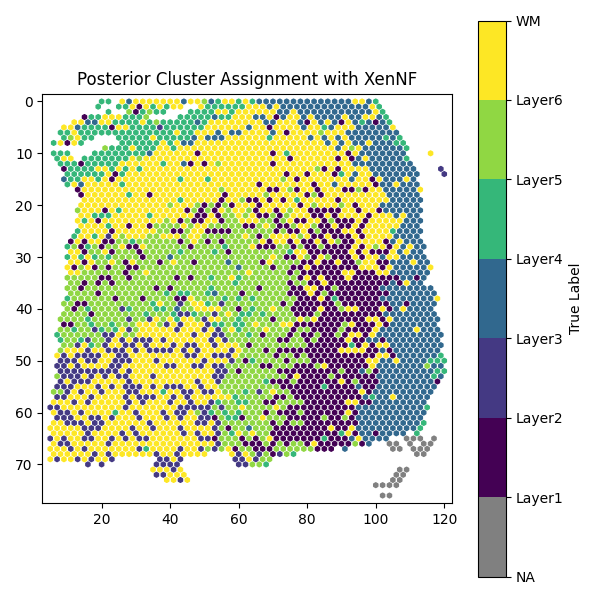 Posterior Cluster Assignment with XenNF
0
10
20
30
40
50
60
70
20
40
60
80
100
120
WM
Layer6
Layer5
Layer4
Layer3
Layer2
Layer1
NA
True Label